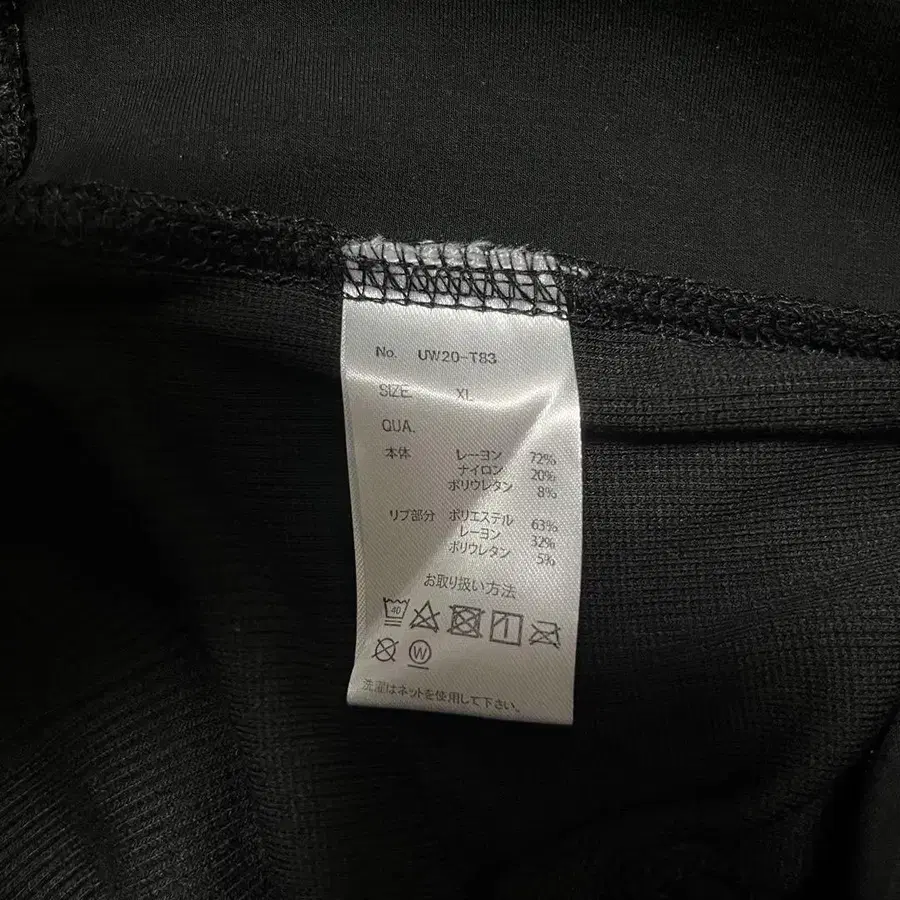 No. UW20-T83
SIZE. XL
QUA.
本体 レーヨン 72%
ナイロン 20%
ポリウレタン 8%
リブ部分 ポリエステル 63%
レーヨン 32%
ポリウレタン 5%
お取り扱い方法
40
W
洗濯はネットを使用して下さい。